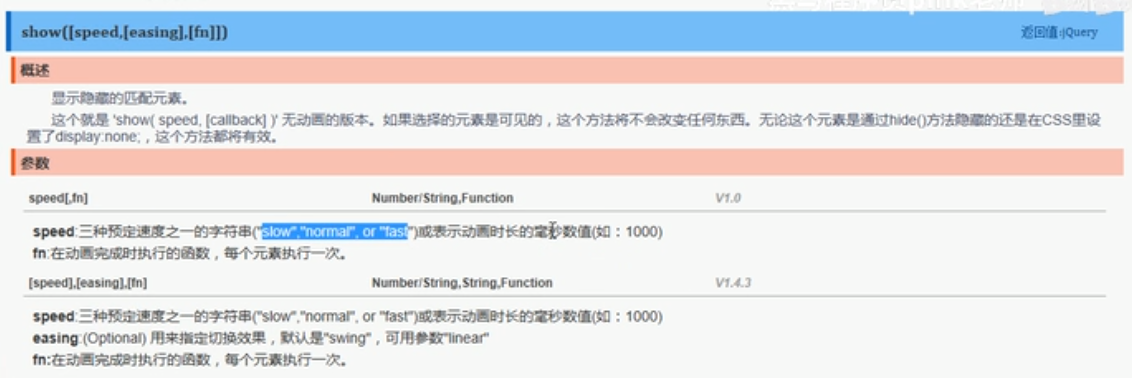 show([speed,[easing],[fn]]) 返回值:jQuery
概述
显示隐藏的匹配元素。
这个就是 'show( speed, [callback] )' 无动画的版本。如果选择的元素是可见的，这个方法将不会改变任何东西。无论这个元素是通过hide()方法隐藏的还是在CSS里设
置了display:none;，这个方法都将有效。
参数
speed[,fn] Number/String,Function V1.0
speed:三种预定速度之一的字符串("slow","normal", or "fast")或表示动画时长的毫秒数值(如：1000)
fn:在动画完成时执行的函数，每个元素执行一次。
[speed],[easing],[fn] Number/String,String,Function V1.4.3
speed:三种预定速度之一的字符串("slow","normal", or "fast")或表示动画时长的毫秒数值(如：1000)
easing:(Optional) 用来指定切换效果，默认是"swing"，可用参数"linear"
fn:在动画完成时执行的函数，每个元素执行一次。